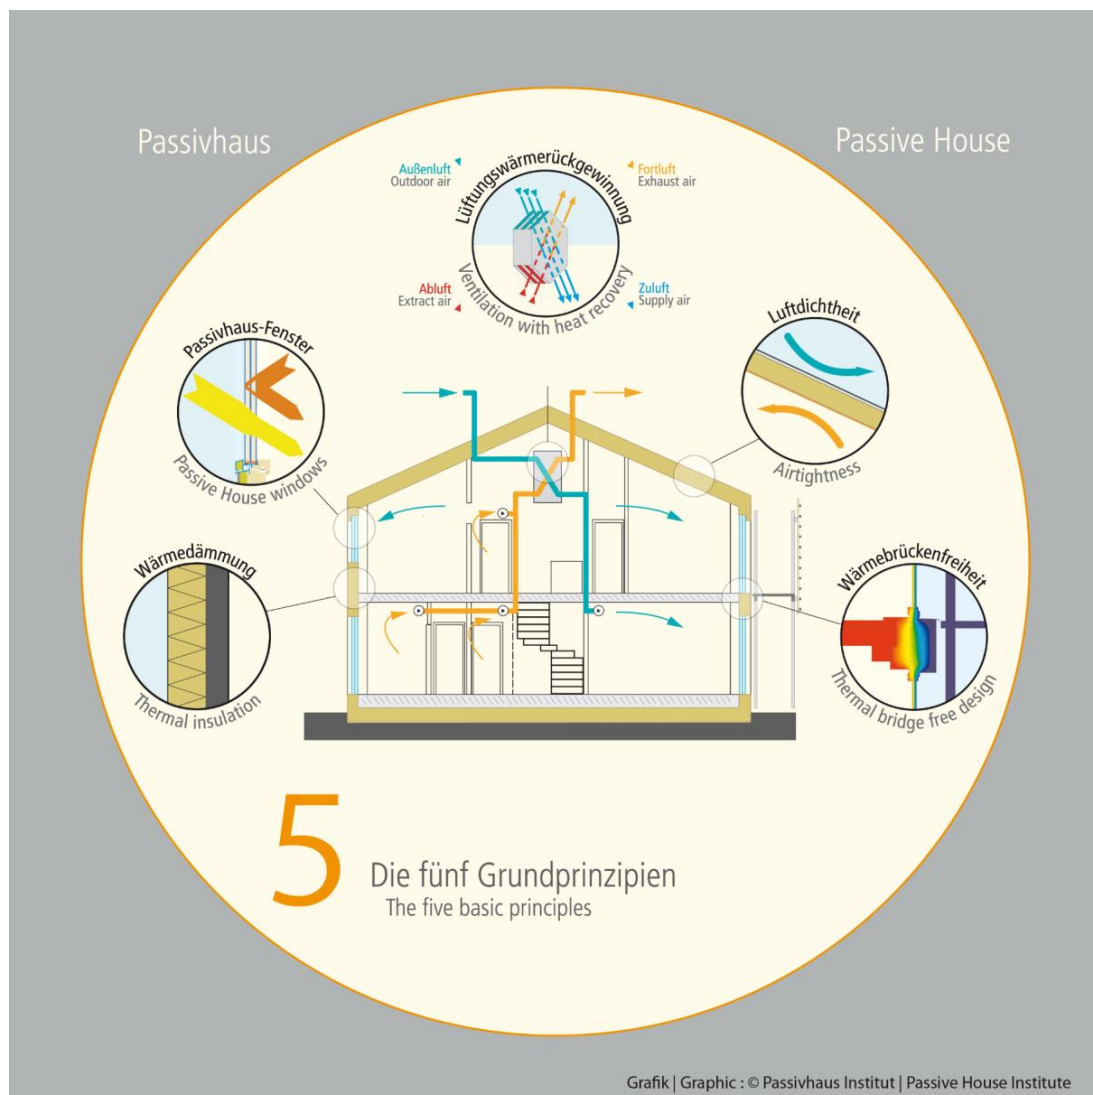 Passivhaus
Passive House
Lüftungswärmerückgewinnung
Außenluft
Outdoor air
Fortluft
Exhaust air
Abluft
Extract air
Zuluft
Supply air
Ventilation with heat recovery
Passivhaus-Fenster
Passive House windows
Luftdichtheit
Airtightness
Wärmedämmung
Thermal insulation
Wärmebrückenfreiheit
Thermal bridge free design
5
Die fünf Grundprinzipien
The five basic principles
Grafik | Graphic : © Passivhaus Institut | Passive House Institute